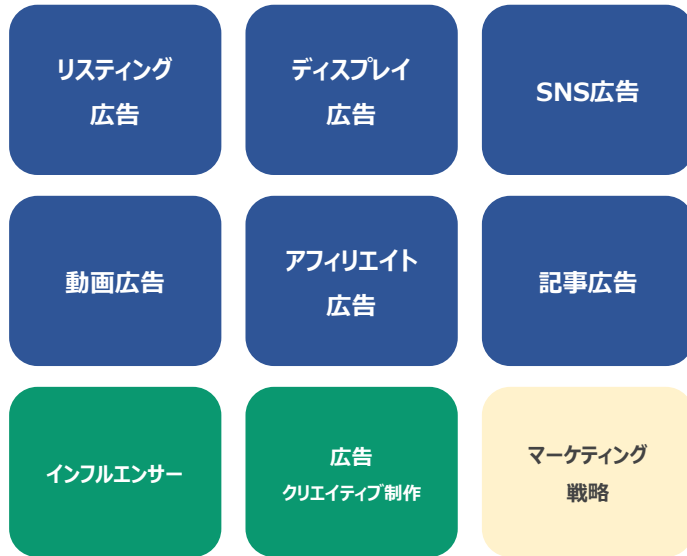 リスティング
広告
ディスプレイ
広告
SNS広告
動画広告
アフィリエイト
広告
記事広告
インフルエンサー
広告
クリエイティブ制作
マーケティング
戦略